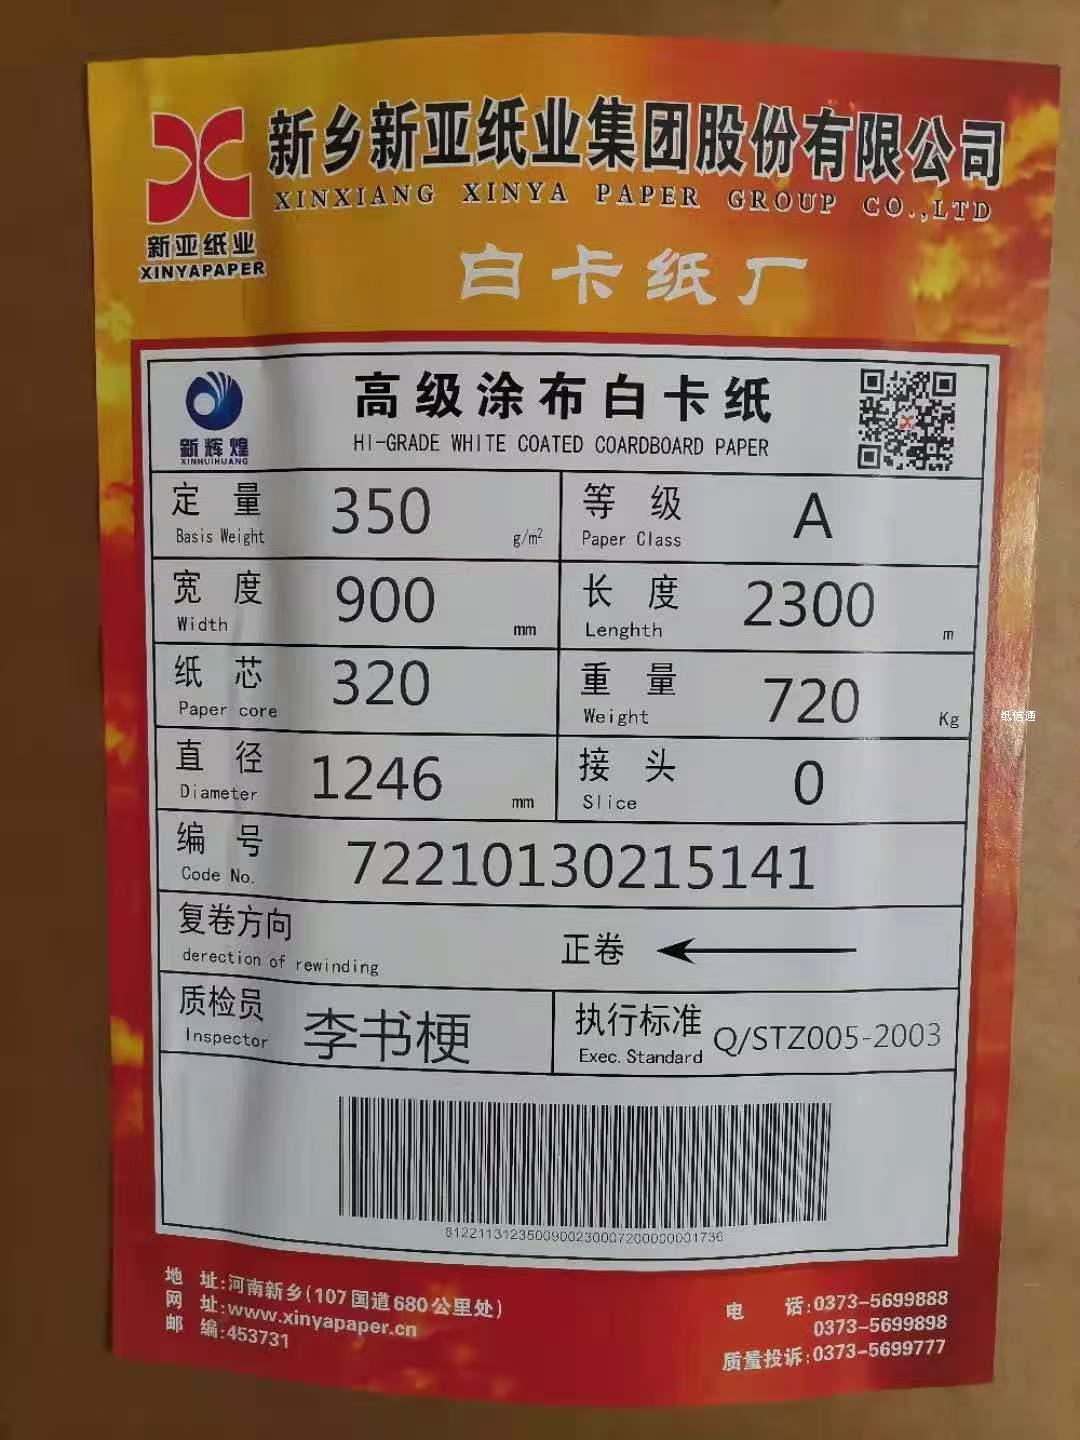 新乡新亚纸业集团股份有限公司
XINXIANG XINYA PAPER GROUP CO.,LTD
新亚纸业
XINYAPAPER
白卡纸厂
新辉煌
XINHUIHUANG
高级涂布白卡纸
HI-GRADE WHITE COATED COARDBOARD PAPER
定量 350 g/m²
Basis Weight
等级 A
Paper Class
宽度 900 mm
Width
长度 2300 m
Lenghth
纸芯 320
Paper core
重量 720 Kg
Weight
直径 1246 mm
Diameter
接头 0
Slice
编号 72210130215141
Code No.
复卷方向 正卷
derection of rewinding
质检员 李书梗
Inspector
执行标准 Q/STZ005-2003
Exec.Standard
8122113123500900230007200000001736
地址:河南新乡(107国道680公里处)
网址:www.xinyapaper.cn
邮编:453731
电话:0373-5699888
0373-5699898
质量投诉:0373-5699777
纸信通